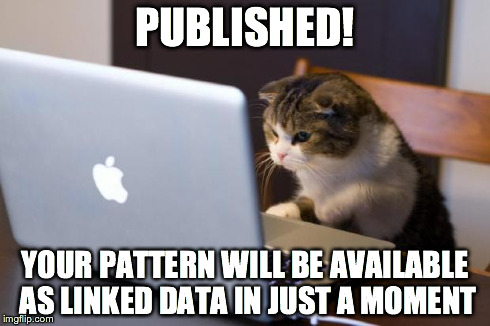 PUBLISHED!
YOUR PATTERN WILL BE AVAILABLE
AS LINKED DATA IN JUST A MOMENT
imgflip.com